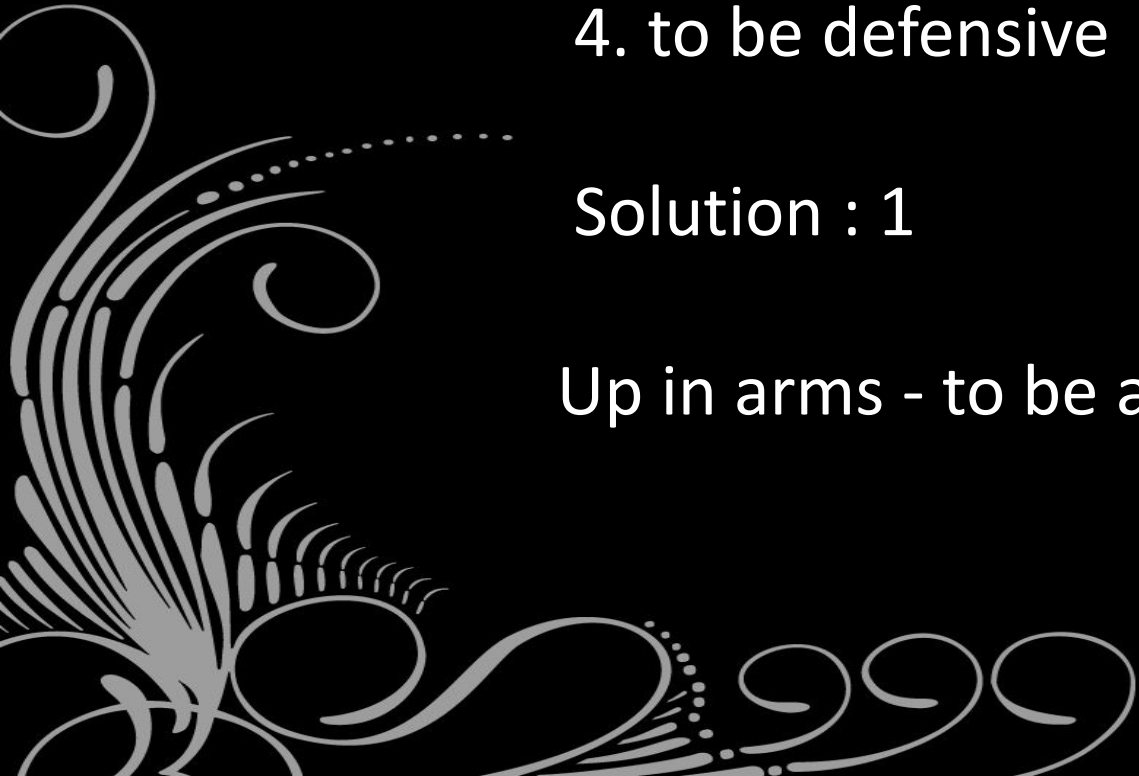 4. to be defensive
Solution : 1
Up in arms - to be